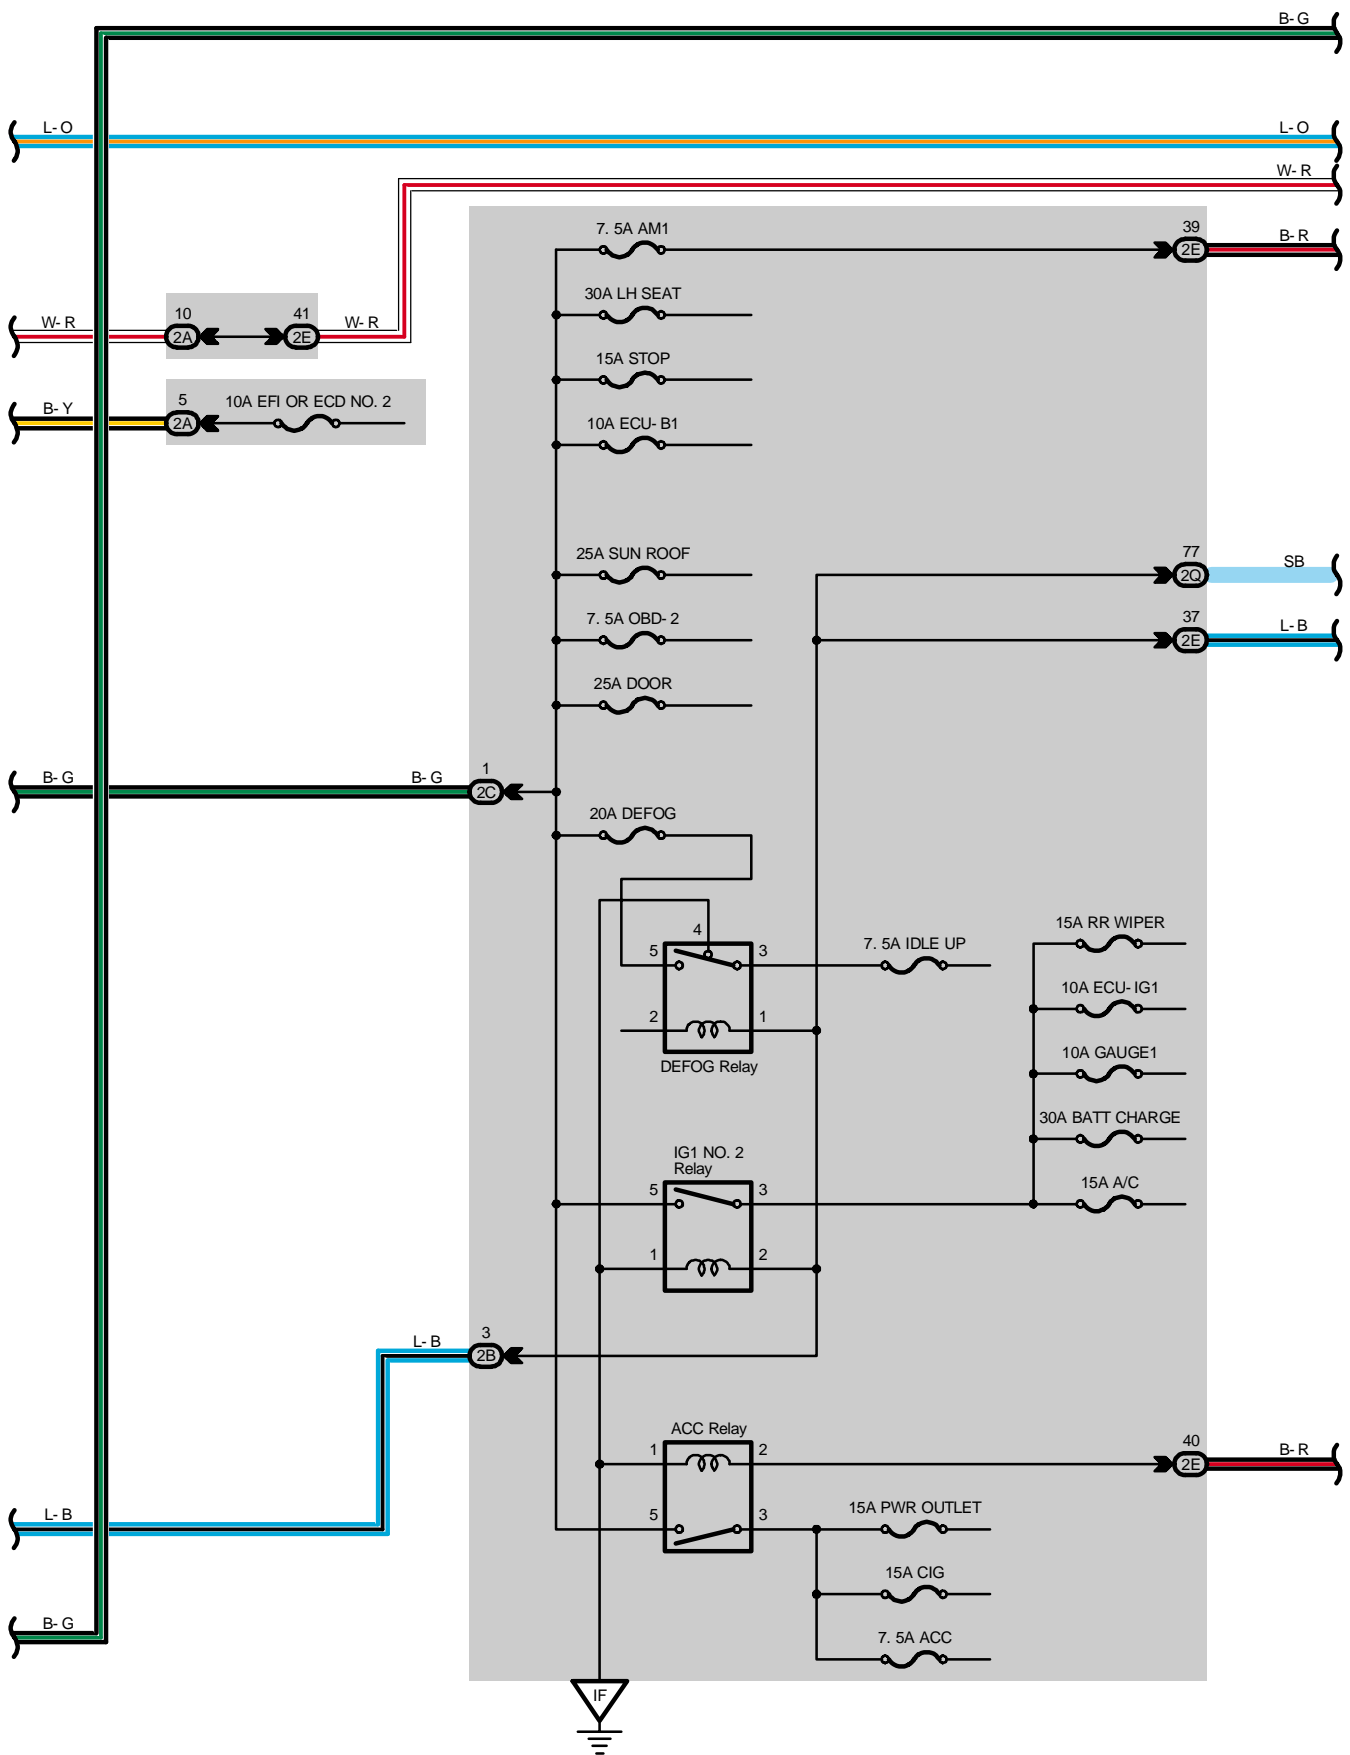 B-G
L-O
L-O
W-R
7. 5A AM1
39
2E
B-R
30A LH SEAT
W-R
10
2A
41
2E
W-R
15A STOP
B-Y
5
2A
10A EFI OR ECD NO. 2
10A ECU-B1
25A SUN ROOF
77
2Q
SB
7. 5A OBD-2
37
2E
L-B
25A DOOR
B-G
B-G
1
2C
20A DEFOG
4
5
3
2
1
DEFOG Relay
7. 5A IDLE UP
15A RR WIPER
10A ECU-IG1
10A GAUGE1
30A BATT CHARGE
15A A/C
IG1 NO. 2
Relay
5
3
1
2
L-B
3
2B
ACC Relay
1
2
5
3
40
2E
B-R
L-B
15A PWR OUTLET
15A CIG
7. 5A ACC
B-G
IF